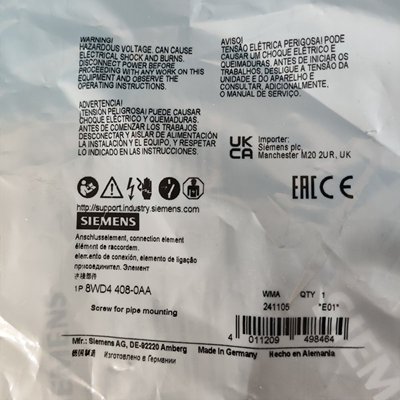 WARNING!
HAZARDOUS VOLTAGE. CAN CAUSE
ELECTRICAL SHOCK AND BURNS.
DISCONNECT POWER BEFORE
PROCEEDING WITH ANY WORK ON THIS
EQUIPMENT AND OBSERVE THE
OPERATING INSTRUCTIONS.
AVISO!
TENSÃO ELÉTRICA PERIGOSA! PODE
CAUSAR UM CHOQUE ELÉTRICO E
QUEIMADURAS. ANTES DE INICIAR OS
TRABALHOS, DESLIGUE A TENSÃO DA
UNIDADE E DO APARELHO E
CONSULTAR, ADICIONALMENTE,
O MANUAL DE SERVIÇO.
ADVERTENCIA!
¡TENSIÓN PELIGROSA! PUEDE CAUSAR
CHOQUE ELÉCTRICO Y QUEMADURAS.
ANTES DE COMENZAR LOS TRABAJOS
DESCONECTAR Y AISLAR DE ALIMENTACIÓN
LA INSTALACIÓN Y EL EQUIPO, Y RESPETAR
LO INDICADO EN LAS INSTRUCCIONES.
UK
CA
Importer:
Siemens plc,
Manchester M20 2UR, UK
EAC CE
http://support.industry.siemens.com
SIEMENS
Anschlusselement, connection element
élément de raccordem.
elemento de conexión, elemento de ligação
присоединител. Элемент
1P 8WD4 408-0AA
WMA QTY 1
241105 "E01"
Screw for pipe mounting
4 011209 498464
Mfr.: Siemens AG, DE-92220 Amberg Made in Germany
德国制造 Изготовлено в Германии Hecho en Alemania